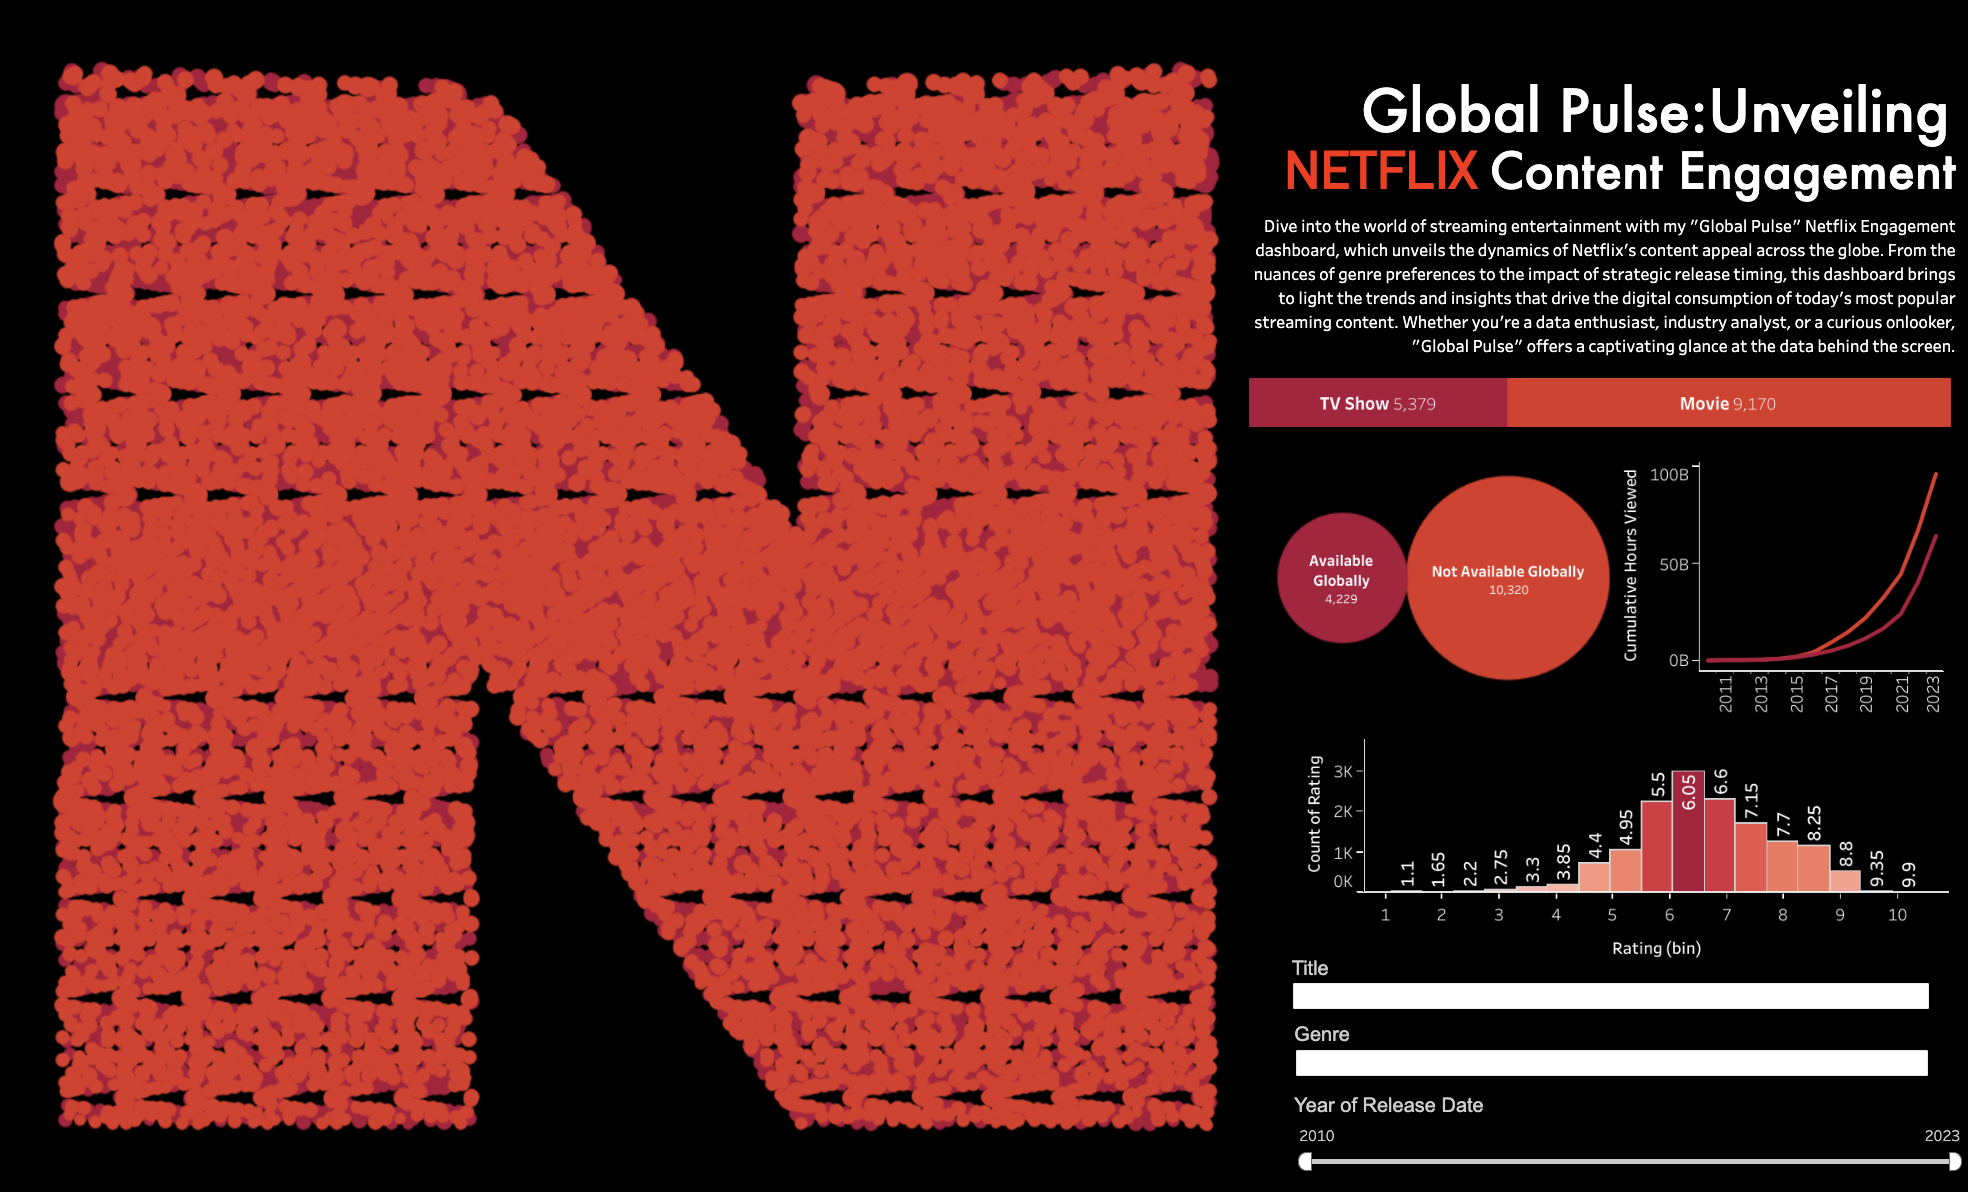 Global Pulse:Unveiling
NETFLIX Content Engagement
Dive into the world of streaming entertainment with my "Global Pulse" Netflix Engagement
dashboard, which unveils the dynamics of Netflix's content appeal across the globe. From the
nuances of genre preferences to the impact of strategic release timing, this dashboard brings
to light the trends and insights that drive the digital consumption of today's most popular
streaming content. Whether you're a data enthusiast, industry analyst, or a curious onlooker,
"Global Pulse" offers a captivating glance at the data behind the screen.
TV Show 5,379
Movie 9,170
Available
Globally
4,229
Not Available Globally
10,320
Cumulative Hours Viewed
100B
50B
0B
2011
2013
2015
2017
2019
2021
2023
Count of Rating
3K
2K
1K
0K
1.1
1.65
2.2
2.75
3.3
3.85
4.4
4.95
5.5
6.05
6.6
7.15
7.7
8.25
8.8
9.35
9.9
1
2
3
4
5
6
7
8
9
10
Rating (bin)
Title
Genre
Year of Release Date
2010
2023